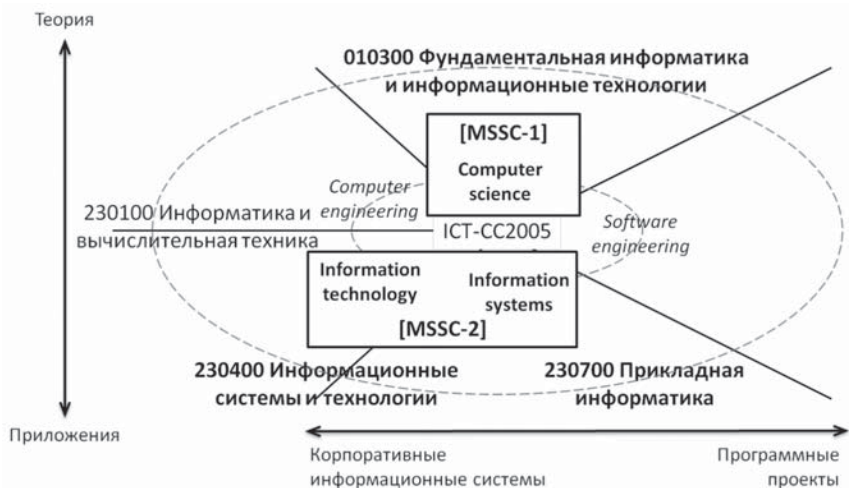 Теория
010300 Фундаментальная информатика
и информационные технологии
[MSSC-1]
Computer
science
Computer
engineering
230100 Информатика и
вычислительная техника
ICT-CC2005
Software
engineering
Information
technology
Information
systems
[MSSC-2]
230400 Информационные
системы и технологии
230700 Прикладная
информатика
Приложения
Корпоративные
информационные системы
Программные
проекты